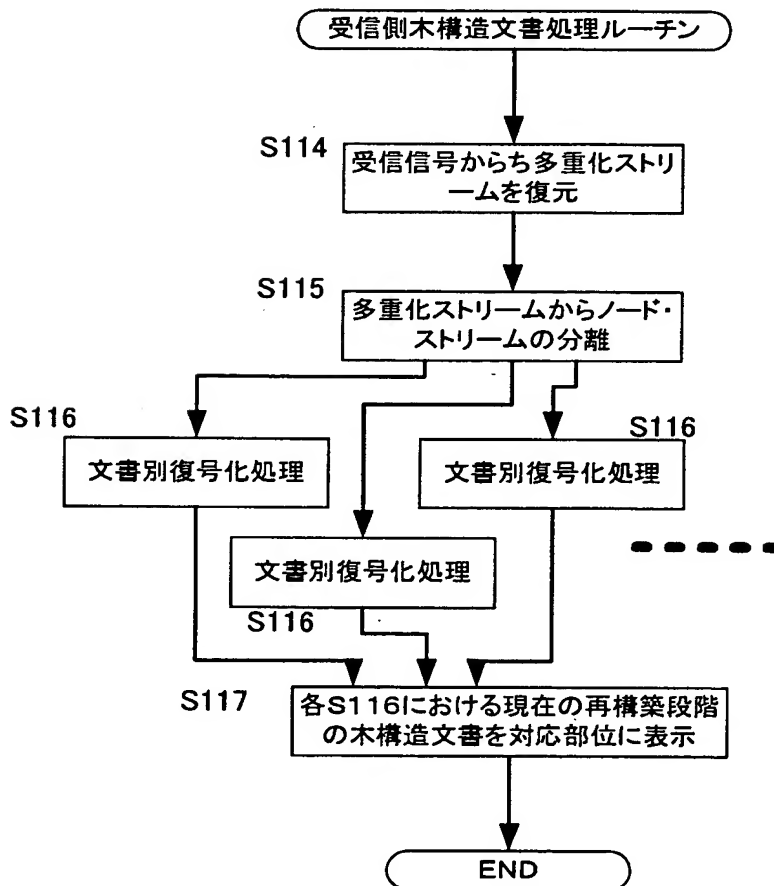 受信側木構造文書処理ルーチン
S114
受信信号からち多重化ストリ
ームを復元
S115
多重化ストリームからノード・
ストリームの分離
S116
文書別復号化処理
S116
文書別復号化処理
文書別復号化処理
S116
S117
各S116における現在の再構築段階
の木構造文書を対応部位に表示
END